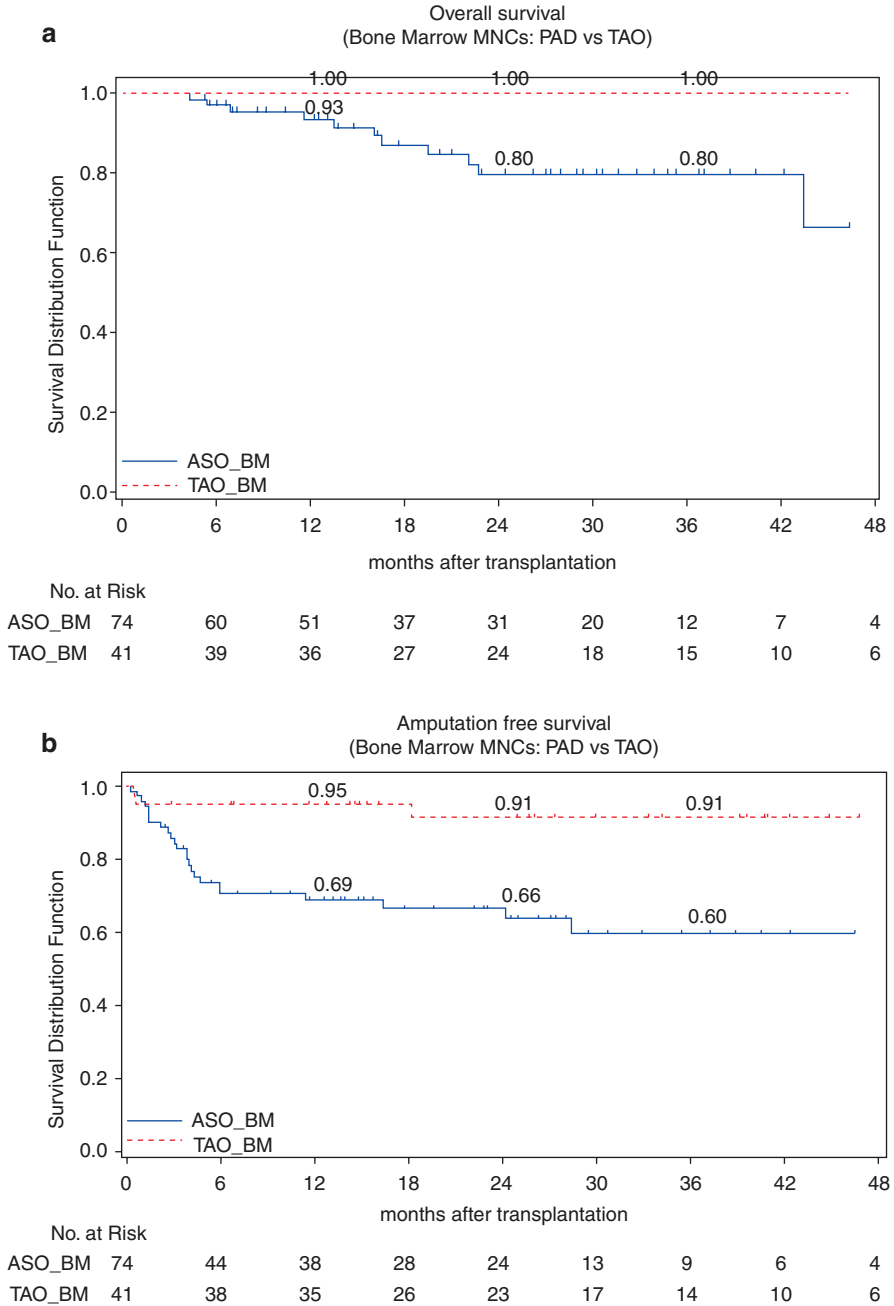 a
Overall survival
(Bone Marrow MNCs: PAD vs TAO)
1.00 1.00 1.00
0.93
0.80 0.80
Survival Distribution Function
1.0
0.8
0.6
0.4
0.2
0.0
ASO_BM
TAO_BM
0 6 12 18 24 30 36 42 48
months after transplantation
No. at Risk
ASO_BM 74 60 51 37 31 20 12 7 4
TAO_BM 41 39 36 27 24 18 15 10 6
b
Amputation free survival
(Bone Marrow MNCs: PAD vs TAO)
0.95 0.91 0.91
0.69 0.66 0.60
Survival Distribution Function
1.0
0.8
0.6
0.4
0.2
0.0
ASO_BM
TAO_BM
0 6 12 18 24 30 36 42 48
months after transplantation
No. at Risk
ASO_BM 74 44 38 28 24 13 9 6 4
TAO_BM 41 38 35 26 23 17 14 10 6